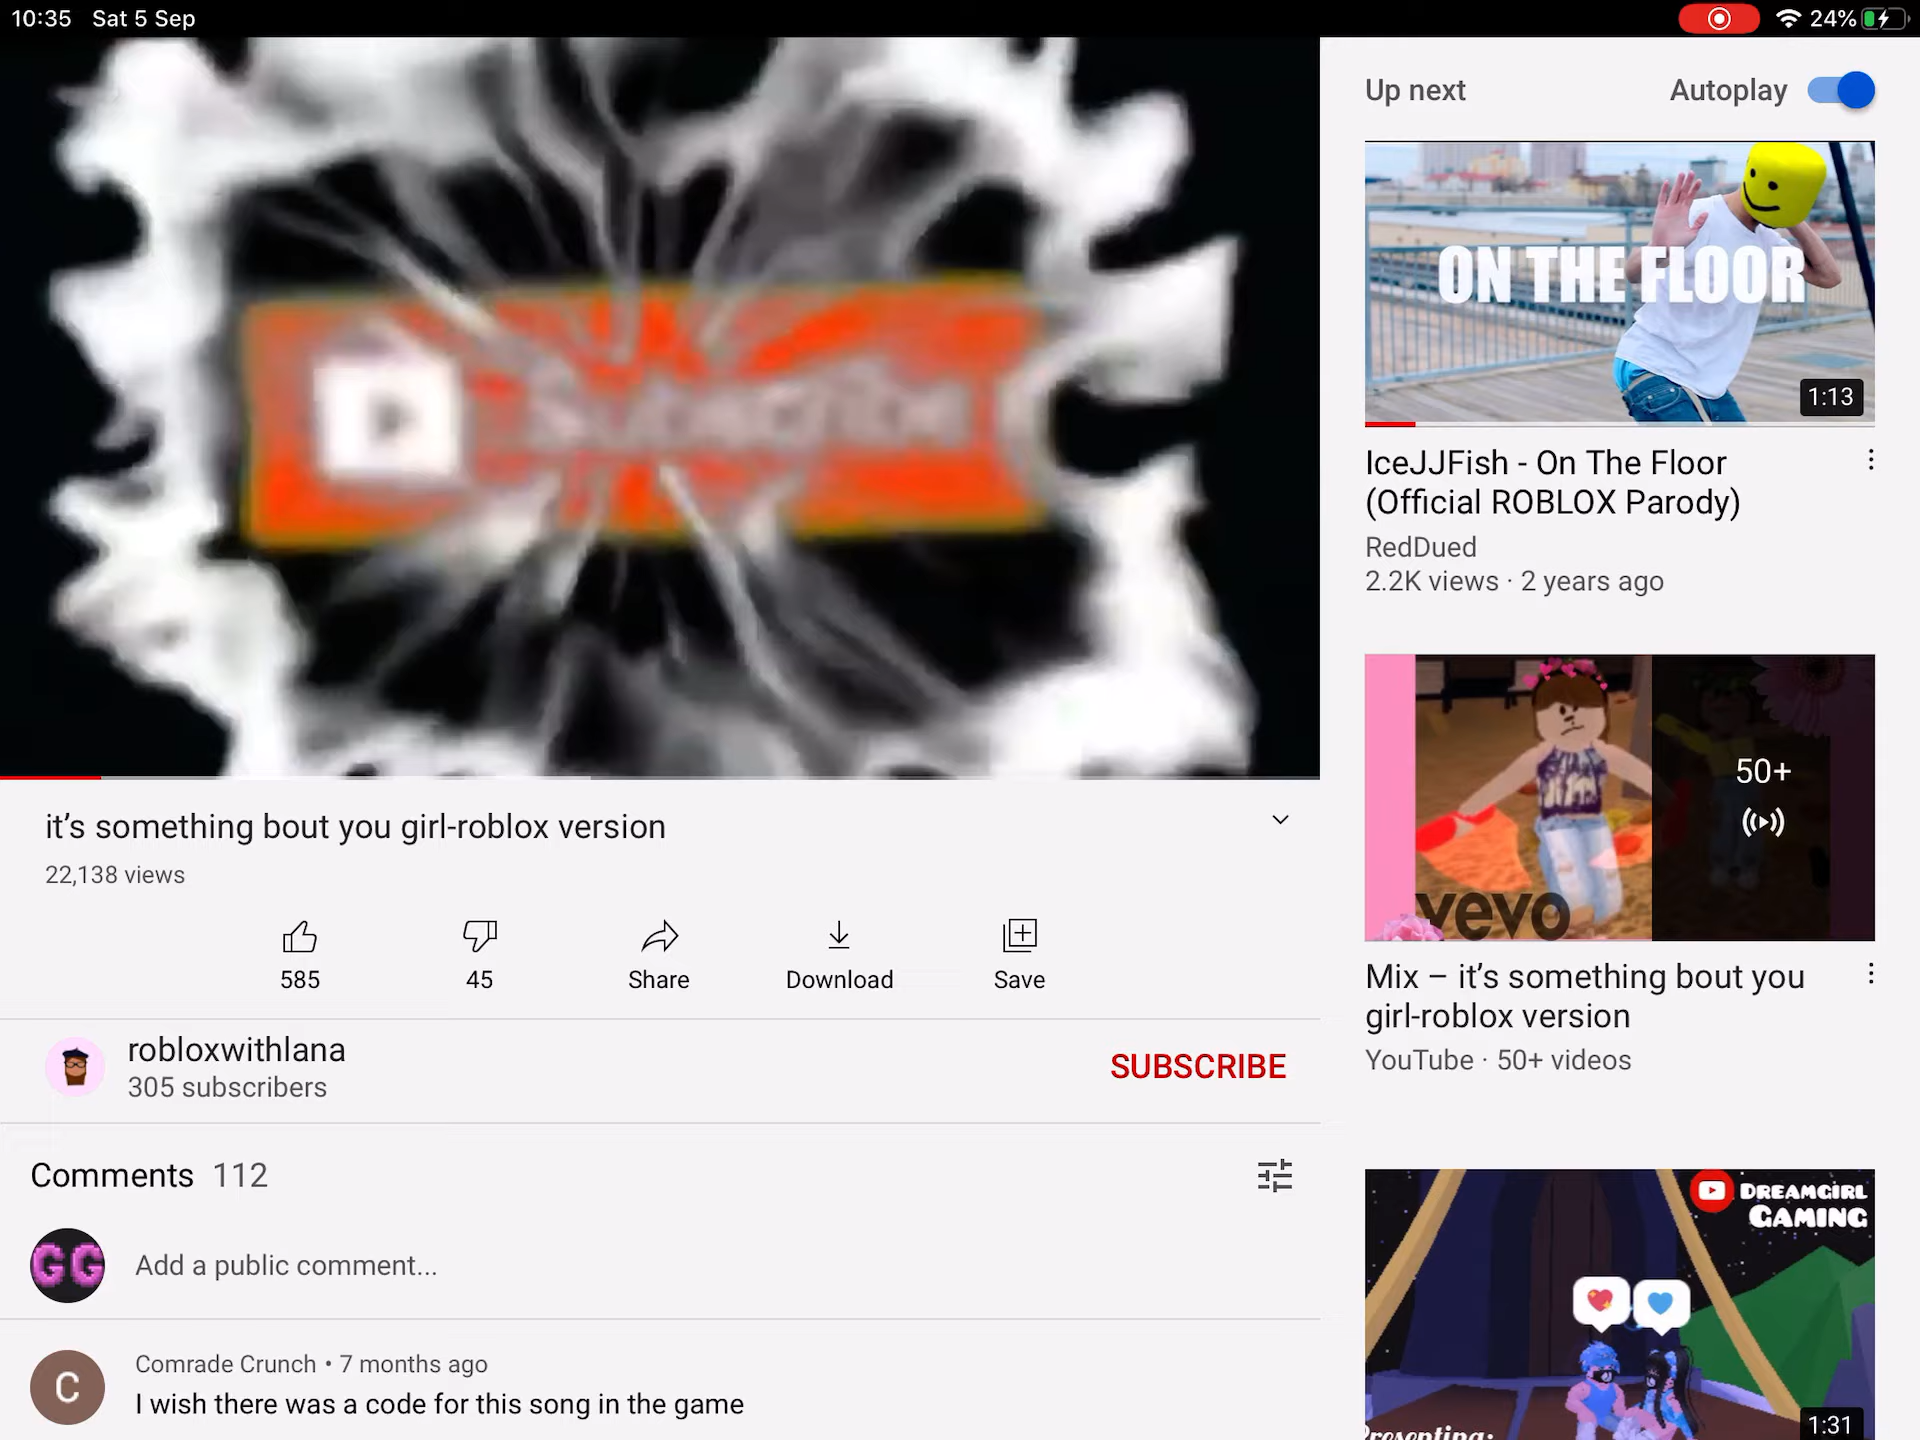 10:35 Sat 5 Sep
24%
Subscribe
it's something bout you girl-roblox version
22,138 views
585
45
Share
Download
Save
robloxwithlana
305 subscribers
SUBSCRIBE
Comments 112
GG
Add a public comment...
C
Comrade Crunch • 7 months ago
I wish there was a code for this song in the game
Up next
Autoplay
ON THE FLOOR
1:13
IceJJFish - On The Floor
(Official ROBLOX Parody)
RedDued
2.2K views · 2 years ago
50+
vevo
Mix – it's something bout you
girl-roblox version
YouTube · 50+ videos
DREAMGIRL
GAMING
Presenting:
1:31